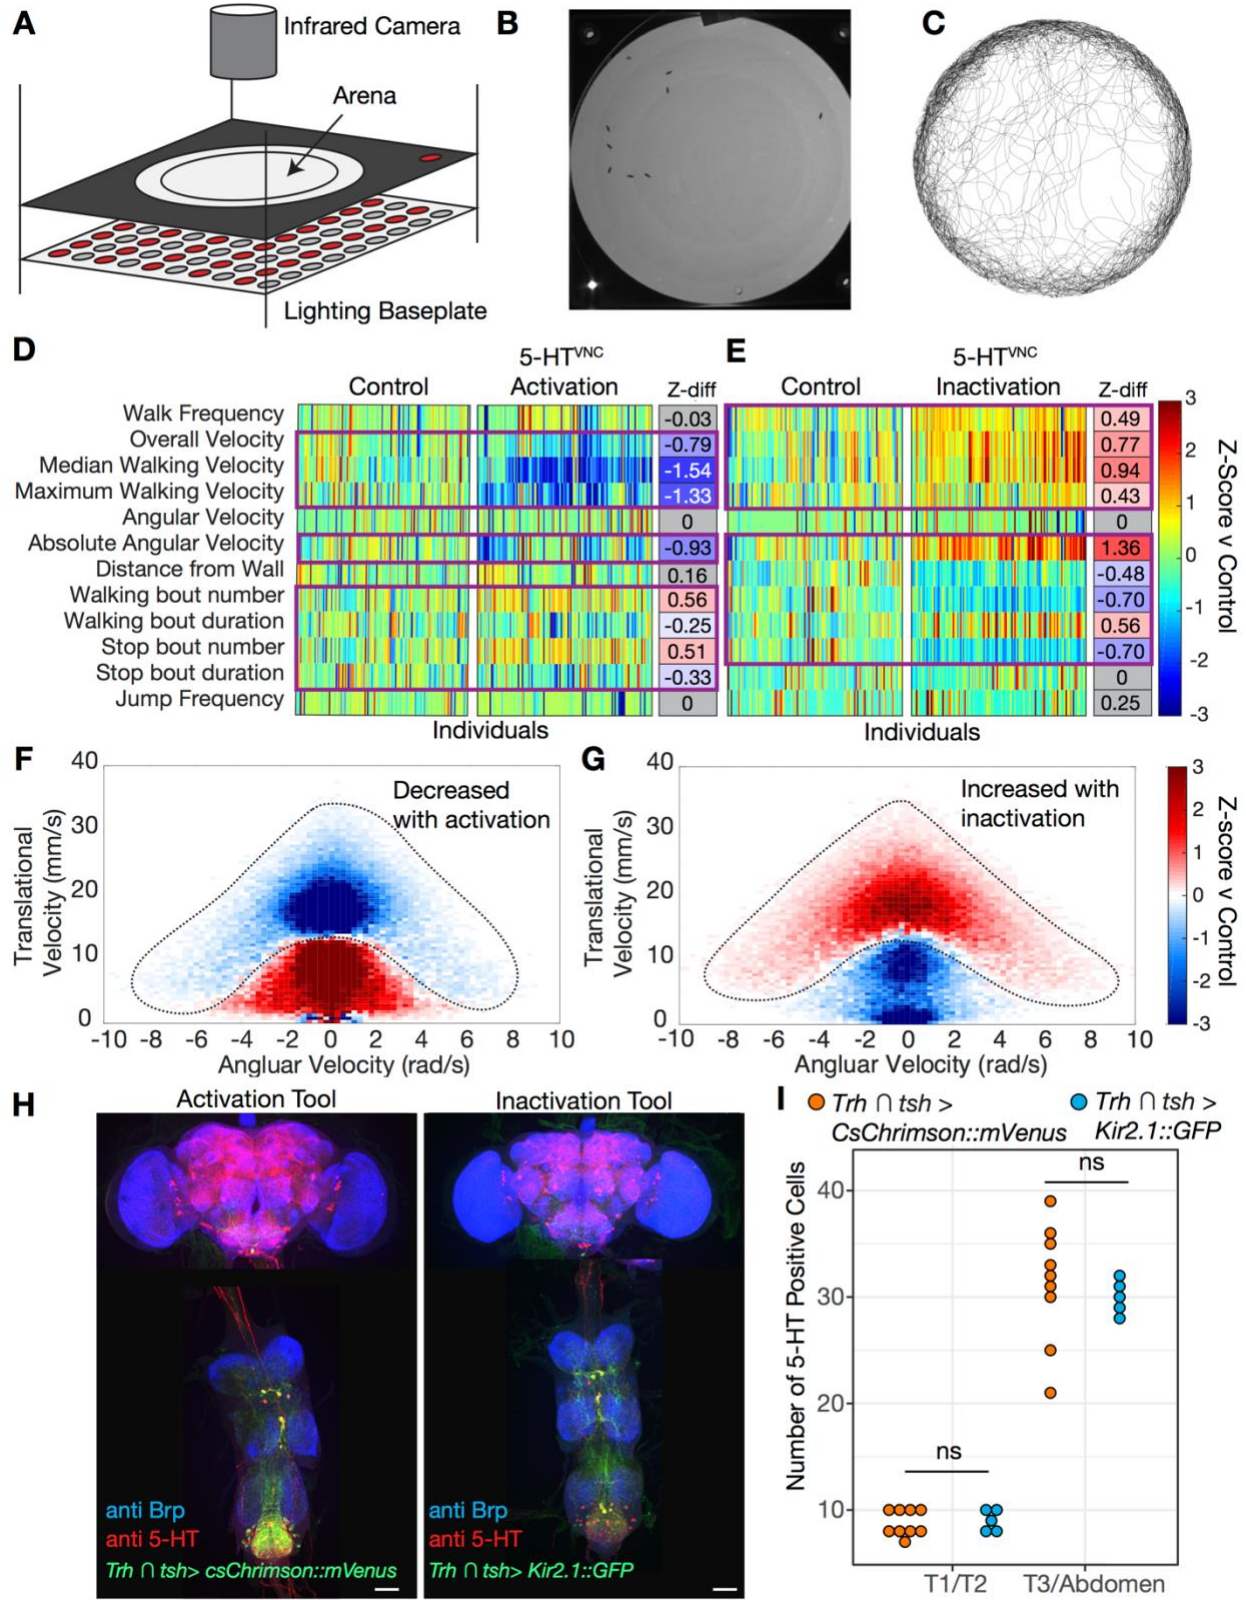 A
Infrared Camera
Arena
Lighting Baseplate
B
C
D
Control
5-HTVNC
Activation
Z-diff
Walk Frequency
Overall Velocity
Median Walking Velocity
Maximum Walking Velocity
Angular Velocity
Absolute Angular Velocity
Distance from Wall
Walking bout number
Walking bout duration
Stop bout number
Stop bout duration
Jump Frequency
-0.03
-0.79
-1.54
-1.33
0
-0.93
0.16
0.56
-0.25
0.51
-0.33
0
Individuals
E
Control
5-HTVNC
Inactivation
Z-diff
0.49
0.77
0.94
0.43
0
1.36
-0.48
-0.70
0.56
-0.70
0
0.25
Individuals
3
2
1
0
-1
-2
-3
Z-Score v Control
F
Decreased
with activation
Translational
Velocity (mm/s)
40
30
20
10
0
-10 -8 -6 -4 -2 0 2 4 6 8 10
Angluar Velocity (rad/s)
G
Increased with
inactivation
Translational
Velocity (mm/s)
40
30
20
10
0
-10 -8 -6 -4 -2 0 2 4 6 8 10
Angluar Velocity (rad/s)
3
2
1
0
-1
-2
-3
Z-score v Control
H
Activation Tool
anti Brp
anti 5-HT
Trh ∩ tsh> csChrimson::mVenus
Inactivation Tool
anti Brp
anti 5-HT
Trh ∩ tsh> Kir2.1::GFP
I
Trh ∩ tsh >
CsChrimson::mVenus
Trh ∩ tsh >
Kir2.1::GFP
Number of 5-HT Positive Cells
40
30
20
10
ns
ns
T1/T2
T3/Abdomen